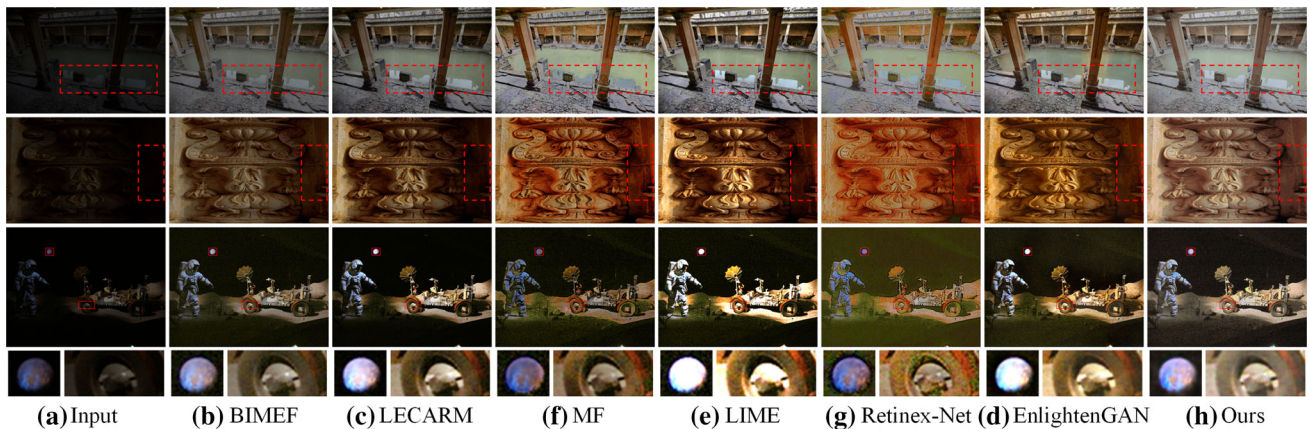 (a) Input (b) BIMEF (c) LECARM (f) MF (e) LIME (g) Retinex-Net (d) EnlightenGAN (h) Ours